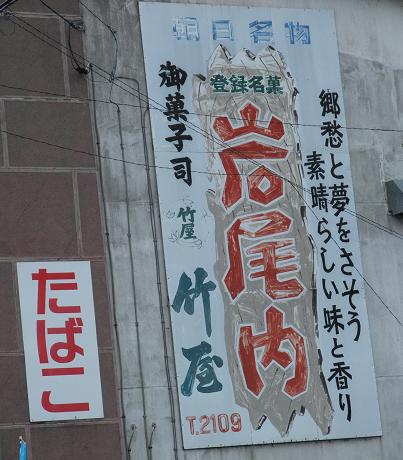 朝日名物
登録名菓
岩尾内
郷愁と夢をさそう
素晴らしい味と香り
御菓子司
竹屋
竹屋
T.2109
たばこ